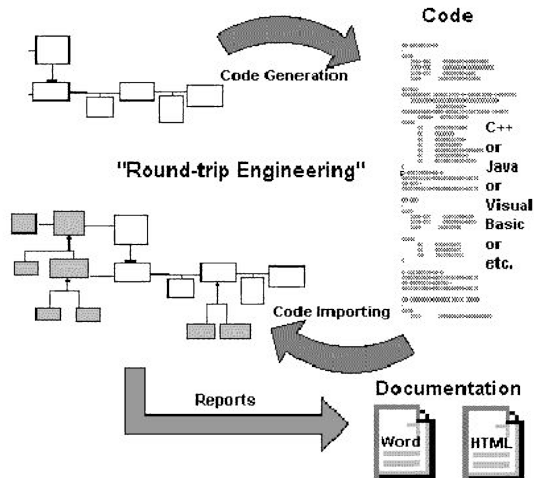 Code
Code Generation
C++
or
Java
or
Visual
Basic
or
etc.
"Round-trip Engineering"
Code Importing
Reports
Documentation
Word
HTML